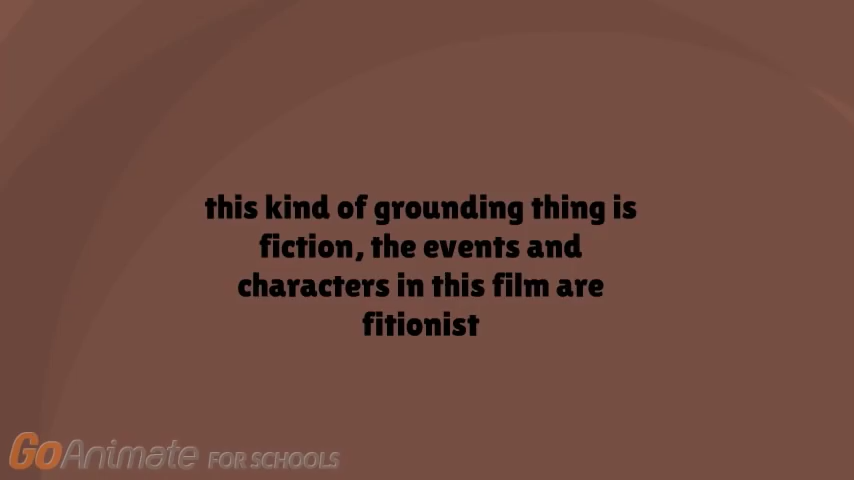 this kind of grounding thing is
fiction, the events and
characters in this film are
fitionist
GoAnimate FOR SCHOOLS